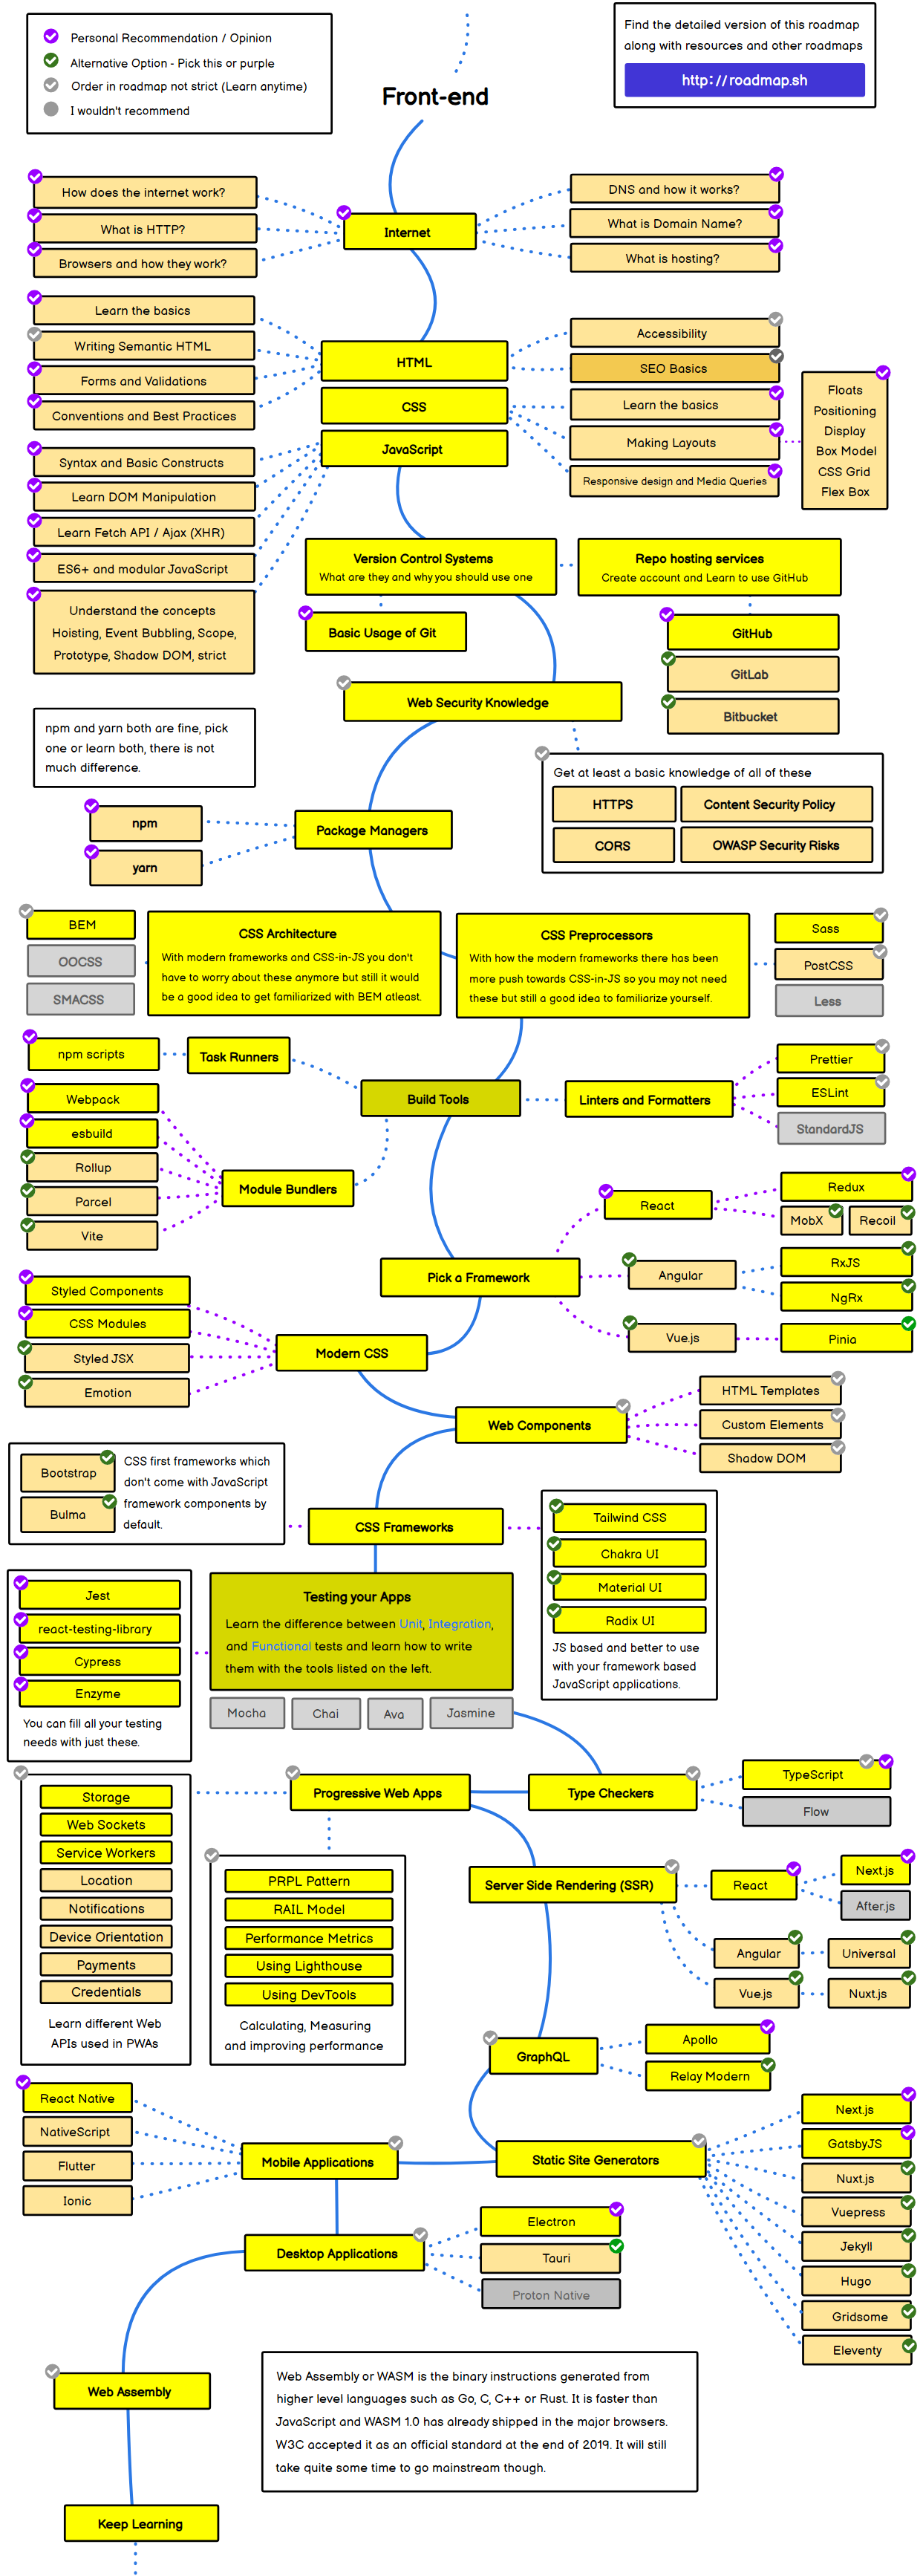 Personal Recommendation / Opinion
Alternative Option - Pick this or purple
Order in roadmap not strict (Learn anytime)
I wouldn't recommend
Find the detailed version of this roadmap
along with resources and other roadmaps
http://roadmap.sh
Front-end
How does the internet work?
What is HTTP?
Browsers and how they work?
Internet
DNS and how it works?
What is Domain Name?
What is hosting?
Learn the basics
Writing Semantic HTML
Forms and Validations
Conventions and Best Practices
HTML
CSS
JavaScript
Accessibility
SEO Basics
Learn the basics
Making Layouts
Responsive design and Media Queries
Floats
Positioning
Display
Box Model
CSS Grid
Flex Box
Syntax and Basic Constructs
Learn DOM Manipulation
Learn Fetch API / Ajax (XHR)
ES6+ and modular JavaScript
Understand the concepts
Hoisting, Event Bubbling, Scope,
Prototype, Shadow DOM, strict
Version Control Systems
What are they and why you should use one
Basic Usage of Git
Repo hosting services
Create account and Learn to use GitHub
GitHub
GitLab
Bitbucket
Web Security Knowledge
Get at least a basic knowledge of all of these
HTTPS
Content Security Policy
CORS
OWASP Security Risks
npm and yarn both are fine, pick
one or learn both, there is not
much difference.
npm
yarn
Package Managers
BEM
OOCSS
SMACSS
CSS Architecture
With modern frameworks and CSS-in-JS you don't
have to worry about these anymore but still it would
be a good idea to get familiarized with BEM atleast.
CSS Preprocessors
With how the modern frameworks there has been
more push towards CSS-in-JS so you may not need
these but still a good idea to familiarize yourself.
Sass
PostCSS
Less
npm scripts
Task Runners
Build Tools
Linters and Formatters
Prettier
ESLint
StandardJS
Webpack
esbuild
Rollup
Parcel
Vite
Module Bundlers
Pick a Framework
React
Redux
MobX
Recoil
Angular
RxJS
NgRx
Vue.js
Pinia
Styled Components
CSS Modules
Styled JSX
Emotion
Modern CSS
Web Components
HTML Templates
Custom Elements
Shadow DOM
Bootstrap
Bulma
CSS first frameworks which
don't come with JavaScript
framework components by
default.
CSS Frameworks
Tailwind CSS
Chakra UI
Material UI
Radix UI
JS based and better to use
with your framework based
JavaScript applications.
Jest
react-testing-library
Cypress
Enzyme
You can fill all your testing
needs with just these.
Testing your Apps
Learn the difference between Unit, Integration,
and Functional tests and learn how to write
them with the tools listed on the left.
Mocha
Chai
Ava
Jasmine
Progressive Web Apps
Type Checkers
TypeScript
Flow
Storage
Web Sockets
Service Workers
Location
Notifications
Device Orientation
Payments
Credentials
Learn different Web
APIs used in PWAs
PRPL Pattern
RAIL Model
Performance Metrics
Using Lighthouse
Using DevTools
Calculating, Measuring
and improving performance
Server Side Rendering (SSR)
React
Next.js
After.js
Angular
Universal
Vue.js
Nuxt.js
GraphQL
Apollo
Relay Modern
React Native
NativeScript
Flutter
Ionic
Mobile Applications
Static Site Generators
Next.js
GatsbyJS
Nuxt.js
Vuepress
Jekyll
Hugo
Gridsome
Eleventy
Desktop Applications
Electron
Tauri
Proton Native
Web Assembly
Web Assembly or WASM is the binary instructions generated from
higher level languages such as Go, C, C++ or Rust. It is faster than
JavaScript and WASM 1.0 has already shipped in the major browsers.
W3C accepted it as an official standard at the end of 2019. It will still
take quite some time to go mainstream though.
Keep Learning